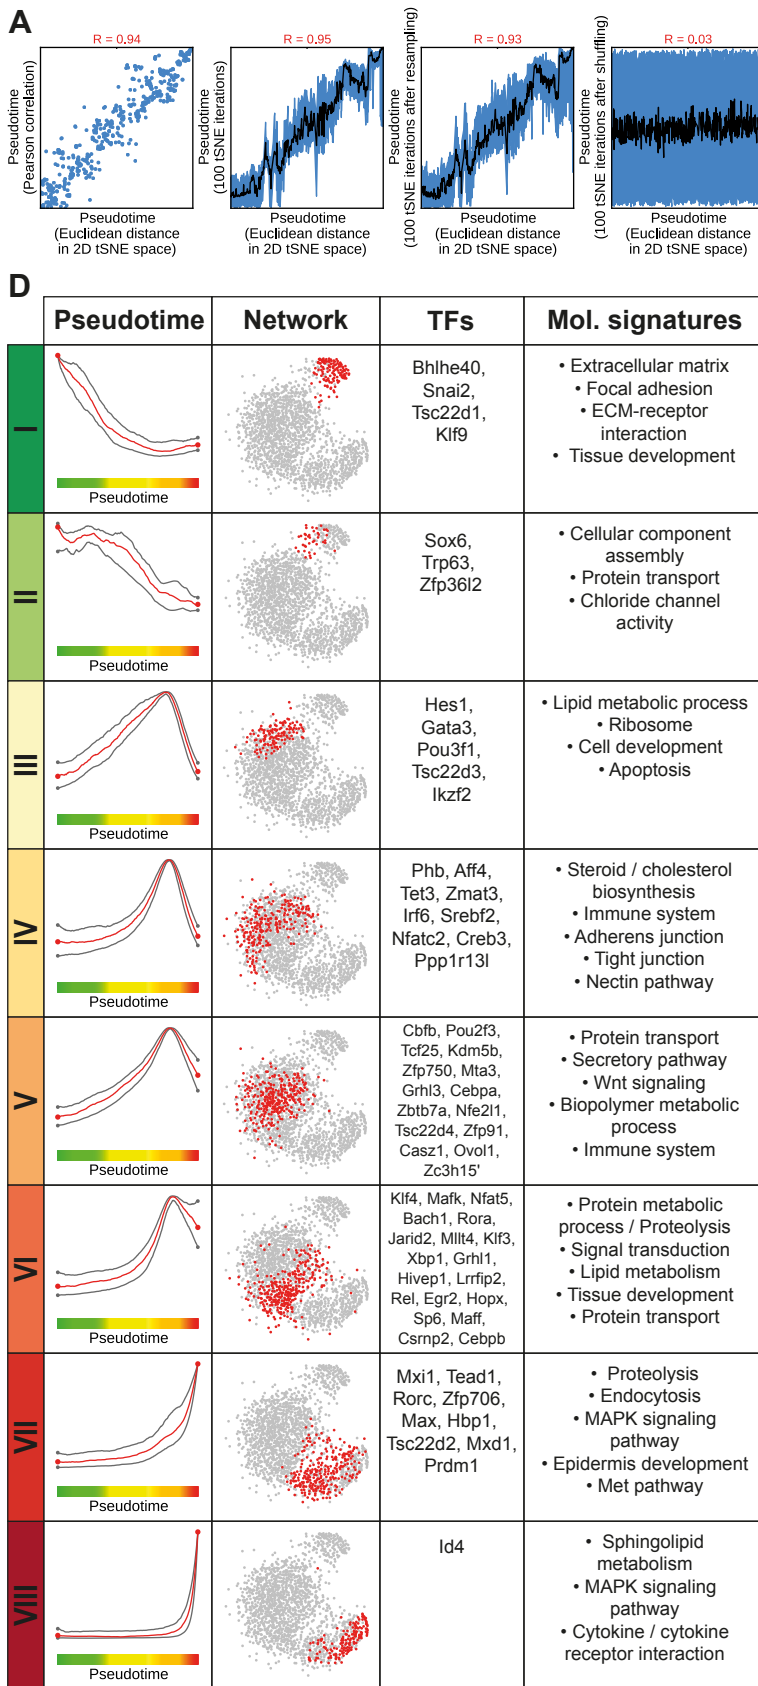 A
R = 0.94
R = 0.95
R = 0.93
R = 0.03
Pseudotime
(Pearson correlation)
Pseudotime
(Euclidean distance
in 2D tSNE space)
Pseudotime
(100 tSNE iterations)
Pseudotime
(Euclidean distance
in 2D tSNE space)
Pseudotime
(100 tSNE iterations after resampling)
Pseudotime
(Euclidean distance
in 2D tSNE space)
Pseudotime
(100 tSNE iterations after shuffling)
Pseudotime
(Euclidean distance
in 2D tSNE space)
D
Pseudotime
Network
TFs
Mol. signatures
I
Pseudotime
Bhlhe40,
Snai2,
Tsc22d1,
Klf9
• Extracellular matrix
• Focal adhesion
• ECM-receptor
interaction
• Tissue development
II
Pseudotime
Sox6,
Trp63,
Zfp36l2
• Cellular component
assembly
• Protein transport
• Chloride channel
activity
III
Pseudotime
Hes1,
Gata3,
Pou3f1,
Tsc22d3,
Ikzf2
• Lipid metabolic process
• Ribosome
• Cell development
• Apoptosis
IV
Pseudotime
Phb, Aff4,
Tet3, Zmat3,
Irf6, Srebf2,
Nfatc2, Creb3,
Ppp1r13l
• Steroid / cholesterol
biosynthesis
• Immune system
• Adherens junction
• Tight junction
• Nectin pathway
V
Pseudotime
Cbfb, Pou2f3,
Tcf25, Kdm5b,
Zfp750, Mta3,
Grhl3, Cebpa,
Zbtb7a, Nfe2l1,
Tsc22d4, Zfp91,
Casz1, Ovol1,
Zc3h15'
• Protein transport
• Secretory pathway
• Wnt signaling
• Biopolymer metabolic
process
• Immune system
VI
Pseudotime
Klf4, Mafk, Nfat5,
Bach1, Rora,
Jarid2, Mllt4, Klf3,
Xbp1, Grhl1,
Hivep1, Lrrfip2,
Rel, Egr2, Hopx,
Sp6, Maff,
Csrnp2, Cebpb
• Protein metabolic
process / Proteolysis
• Signal transduction
• Lipid metabolism
• Tissue development
• Protein transport
VII
Pseudotime
Mxi1, Tead1,
Rorc, Zfp706,
Max, Hbp1,
Tsc22d2, Mxd1,
Prdm1
• Proteolysis
• Endocytosis
• MAPK signaling
pathway
• Epidermis development
• Met pathway
VIII
Pseudotime
Id4
• Sphingolipid
metabolism
• MAPK signaling
pathway
• Cytokine / cytokine
receptor interaction